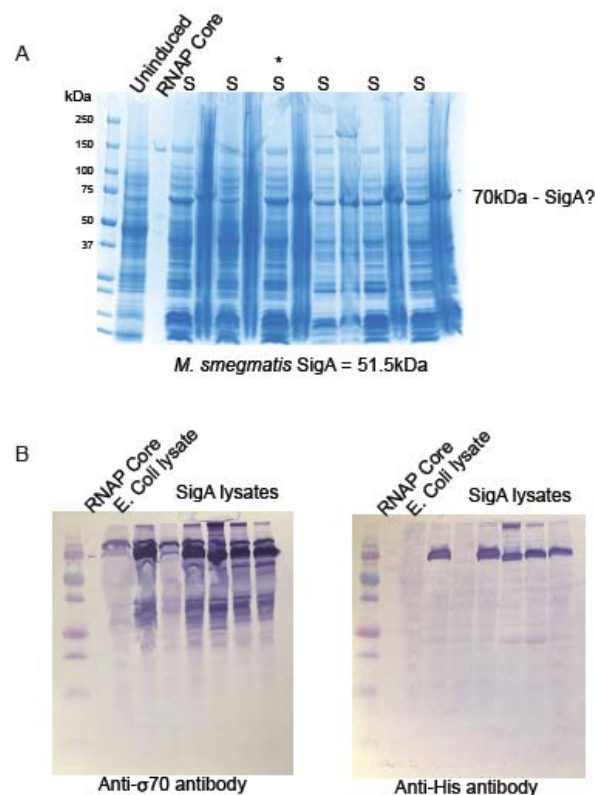 A
Uninduced
RNAP Core
*
S S S S S S
kDa
250
150
100
75
50
37
70kDa - SigA?
M. smegmatis SigA = 51.5kDa
B
RNAP Core
E. Coli lysate
SigA lysates
RNAP Core
E. Coli lysate
SigA lysates
Anti-σ70 antibody
Anti-His antibody